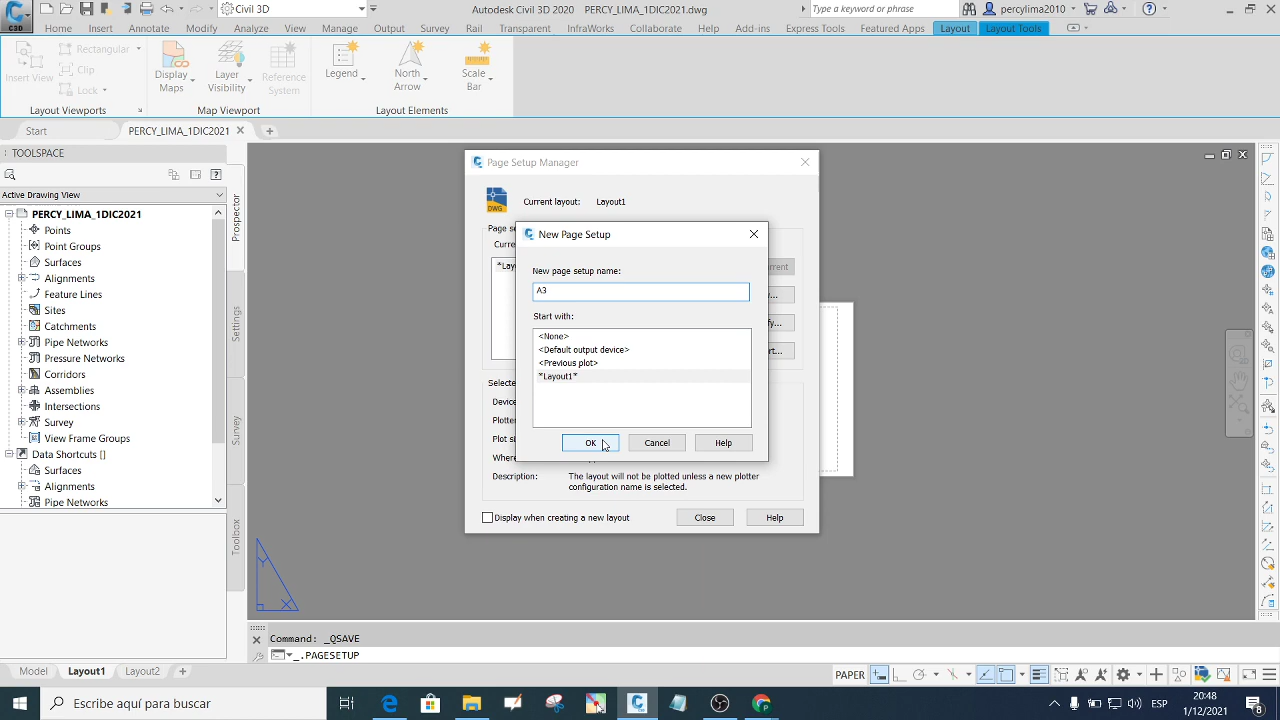 C3D
Civil 3D
Autodesk Civil 3D 2020 PERCY_LIMA_1DIC2021.dwg
Type a keyword or phrase
percylima2010
Home Insert Annotate Modify Analyze View Manage Output Survey Rail Transparent InfraWorks Collaborate Help Add-ins Express Tools Featured Apps Layout Layout Tools
Insert View
Rectangular
Clip
Lock
Display Maps
Layer Visibility
Reference System
Legend
North Arrow
Scale Bar
Layout Viewports Map Viewport Layout Elements
Start PERCY_LIMA_1DIC2021
TOOLSPACE
Active Drawing View
PERCY_LIMA_1DIC2021
Points
Point Groups
Surfaces
Alignments
Feature Lines
Sites
Catchments
Pipe Networks
Pressure Networks
Corridors
Assemblies
Intersections
Survey
View Frame Groups
Data Shortcuts []
Surfaces
Alignments
Pipe Networks
Prospector
Settings
Survey
Toolbox
Page Setup Manager
DWG
Current layout: Layout1
New Page Setup
New page setup name:
A3
Start with:
<None>
<Default output device>
<Previous plot>
*Layout1*
OK Cancel Help
Description: The layout will not be plotted unless a new plotter
configuration name is selected.
Display when creating a new layout
Close Help
Y
X
Command: _QSAVE
_.PAGESETUP
Model Layout1 Layout2 +
PAPER
Escribe aquí para buscar
ESP
20:48
1/12/2021
8